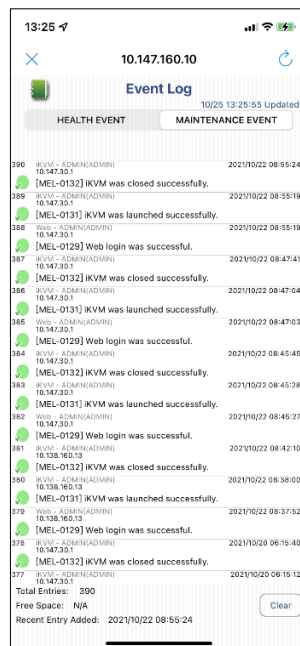 13:25
10.147.160.10
Event Log
10/25 13:25:55 Updated
HEALTH EVENT MAINTENANCE EVENT
390 iKVM - ADMIN(ADMIN) 2021/10/22 08:55:24
10.147.30.1
[MEL-0132] iKVM was closed successfully.
389 iKVM - ADMIN(ADMIN) 2021/10/22 08:55:19
10.147.30.1
[MEL-0131] iKVM was launched successfully.
388 Web - ADMIN(ADMIN) 2021/10/22 08:55:19
10.147.30.1
[MEL-0129] Web login was successful.
387 iKVM - ADMIN(ADMIN) 2021/10/22 08:47:41
10.147.30.1
[MEL-0132] iKVM was closed successfully.
386 iKVM - ADMIN(ADMIN) 2021/10/22 08:47:04
10.147.30.1
[MEL-0131] iKVM was launched successfully.
385 Web - ADMIN(ADMIN) 2021/10/22 08:47:03
10.147.30.1
[MEL-0129] Web login was successful.
384 iKVM - ADMIN(ADMIN) 2021/10/22 08:45:45
10.147.30.1
[MEL-0132] iKVM was closed successfully.
383 iKVM - ADMIN(ADMIN) 2021/10/22 08:45:28
10.147.30.1
[MEL-0131] iKVM was launched successfully.
382 Web - ADMIN(ADMIN) 2021/10/22 08:45:27
10.147.30.1
[MEL-0129] Web login was successful.
381 iKVM - ADMIN(ADMIN) 2021/10/22 08:42:10
10.138.160.13
[MEL-0132] iKVM was closed successfully.
380 iKVM - ADMIN(ADMIN) 2021/10/22 08:38:00
10.138.160.13
[MEL-0131] iKVM was launched successfully.
379 Web - ADMIN(ADMIN) 2021/10/22 08:37:52
10.138.160.13
[MEL-0129] Web login was successful.
378 iKVM - ADMIN(ADMIN) 2021/10/20 06:15:40
10.147.30.1
[MEL-0132] iKVM was closed successfully.
377 iKVM - ADMIN(ADMIN) 2021/10/20 06:15:12
10.147.30.1
Total Entries: 390
Free Space: N/A
Clear
Recent Entry Added: 2021/10/22 08:55:24